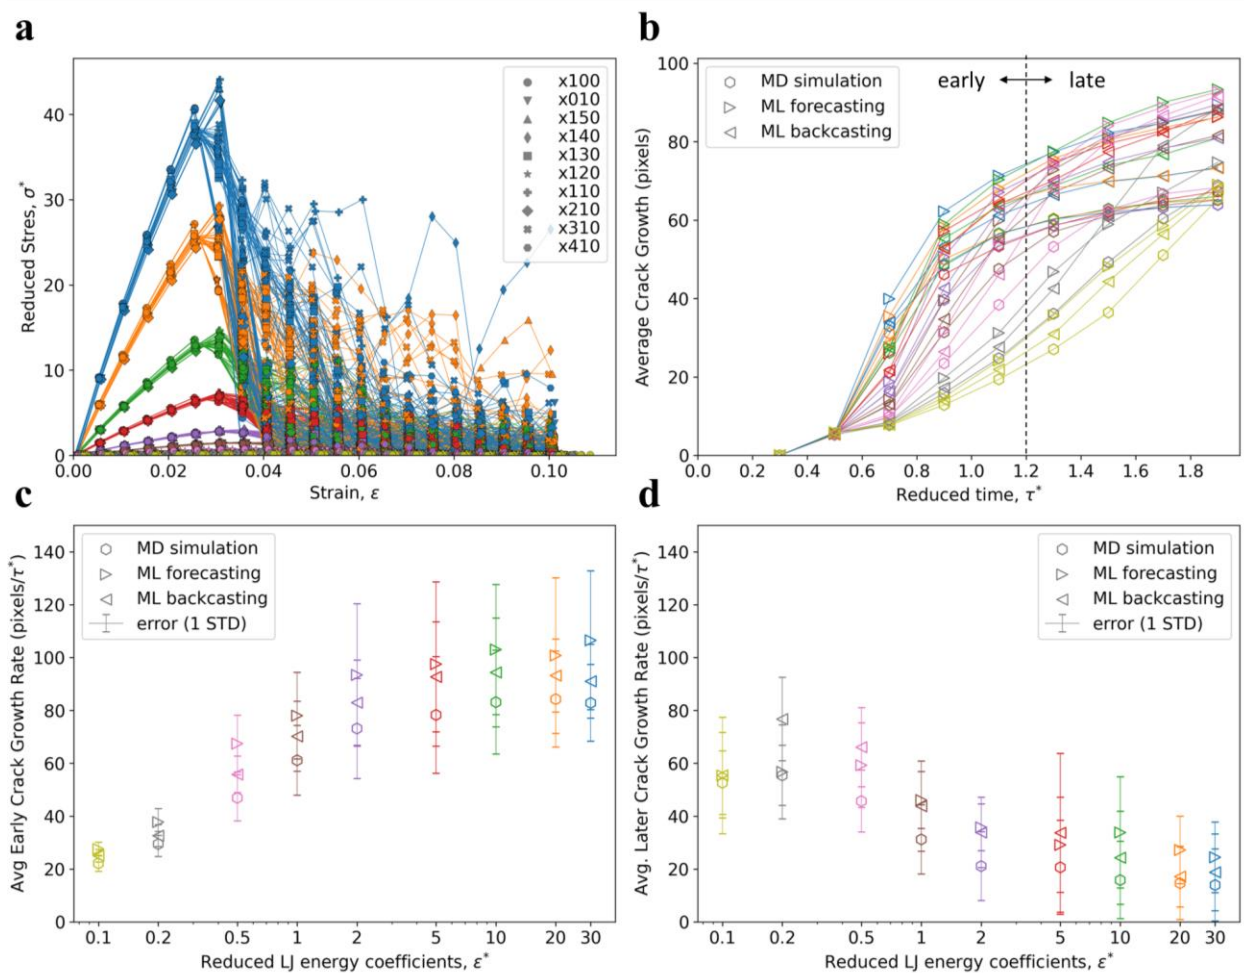 a
Reduced Stres, σ*
40
30
20
10
0
0.00
0.02
0.04
0.06
0.08
0.10
Strain, ε
x100
x010
x150
x140
x130
x120
x110
x210
x310
x410
b
Average Crack Growth (pixels)
100
80
60
40
20
0
0.0
0.2
0.4
0.6
0.8
1.0
1.2
1.4
1.6
1.8
Reduced time, τ*
MD simulation
ML forecasting
ML backcasting
early
late
c
Avg Early Crack Growth Rate (pixels/τ*)
140
120
100
80
60
40
20
0
0.1
0.2
0.5
1
2
5
10
20
30
Reduced LJ energy coefficients, ε*
MD simulation
ML forecasting
ML backcasting
error (1 STD)
d
Avg. Later Crack Growth Rate (pixels/τ*)
140
120
100
80
60
40
20
0
0.1
0.2
0.5
1
2
5
10
20
30
Reduced LJ energy coefficients, ε*
MD simulation
ML forecasting
ML backcasting
error (1 STD)